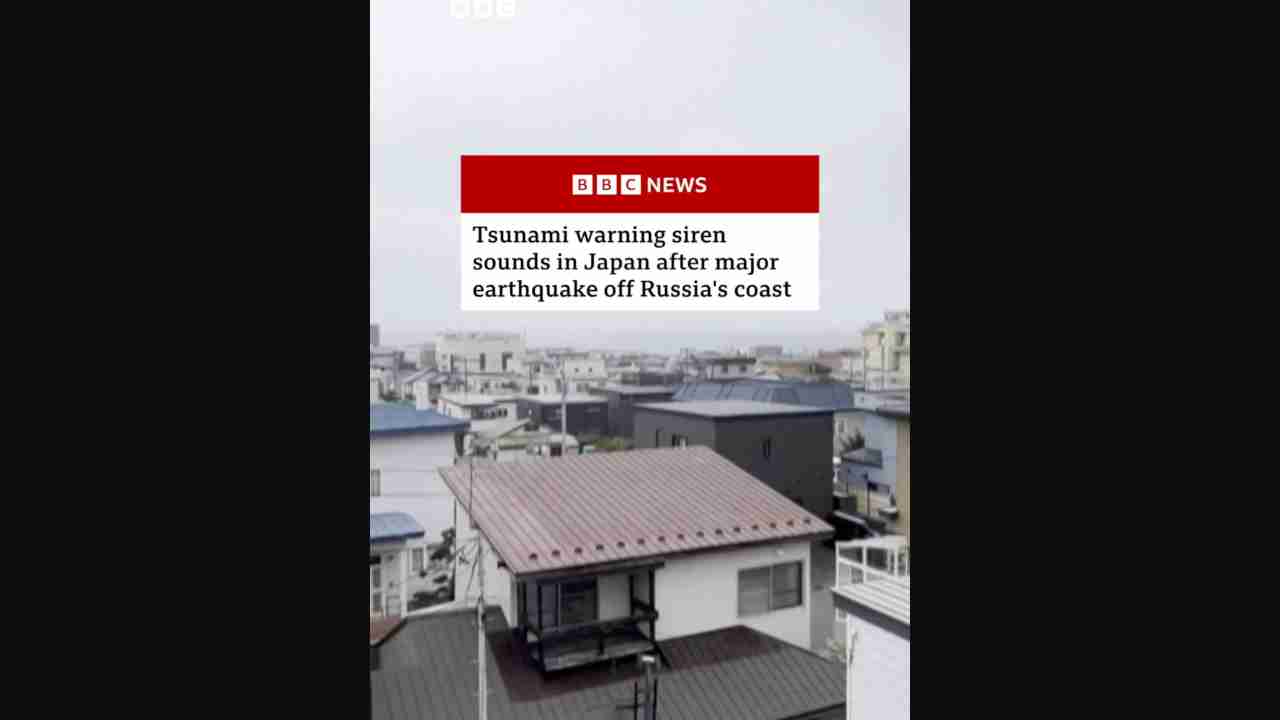 BBC
BBC NEWS
Tsunami warning siren
sounds in Japan after major
earthquake off Russia's coast